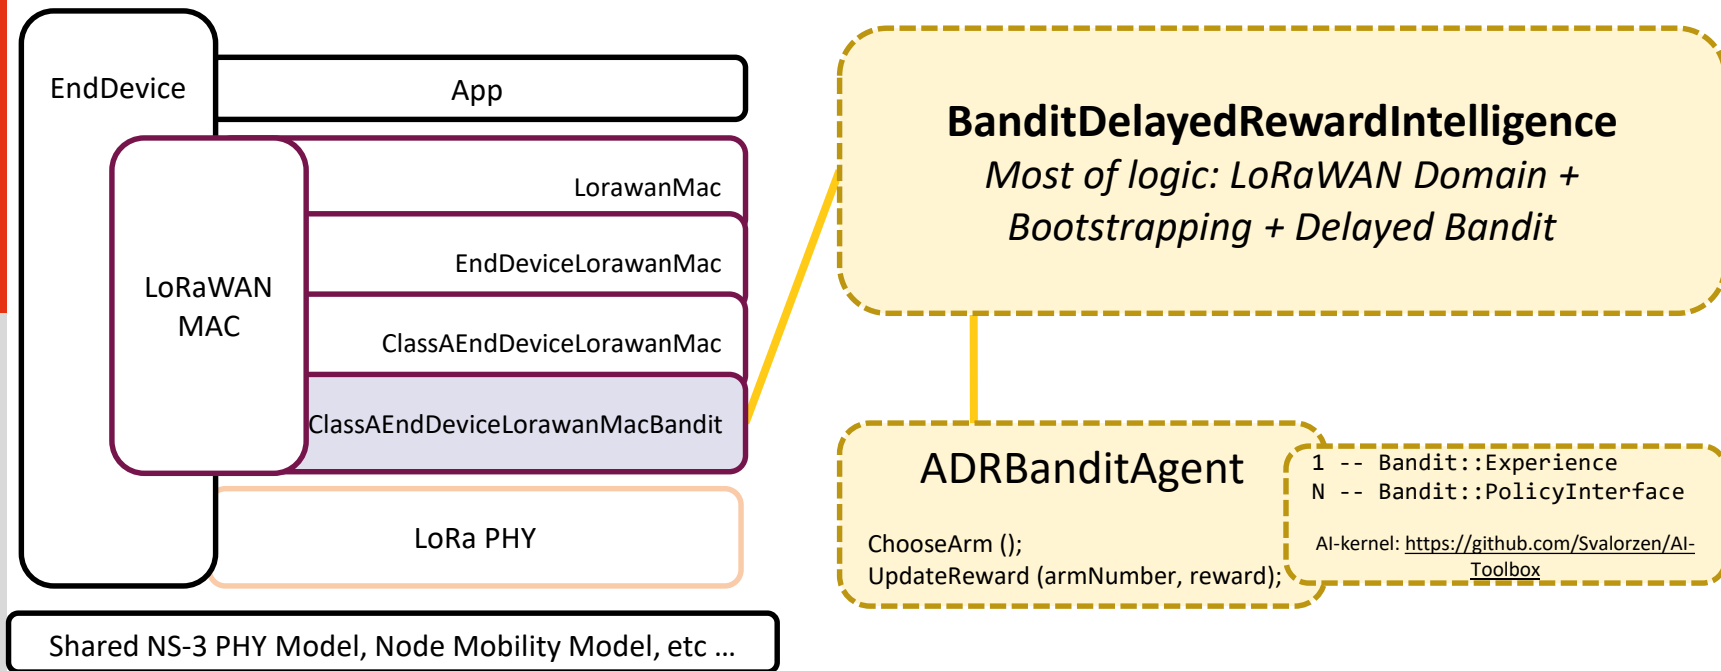 EndDevice
App
LorawanMac
EndDeviceLorawanMac
LoRaWAN
MAC
ClassAEndDeviceLorawanMac
ClassAEndDeviceLorawanMacBandit
LoRa PHY
Shared NS-3 PHY Model, Node Mobility Model, etc ...
BanditDelayedRewardIntelligence
Most of logic: LoRaWAN Domain +
Bootstrapping + Delayed Bandit
ADRBanditAgent
ChooseArm ();
UpdateReward (armNumber, reward);
1 -- Bandit::Experience
N -- Bandit::PolicyInterface
AI-kernel: https://github.com/Svalorzen/AI-
Toolbox